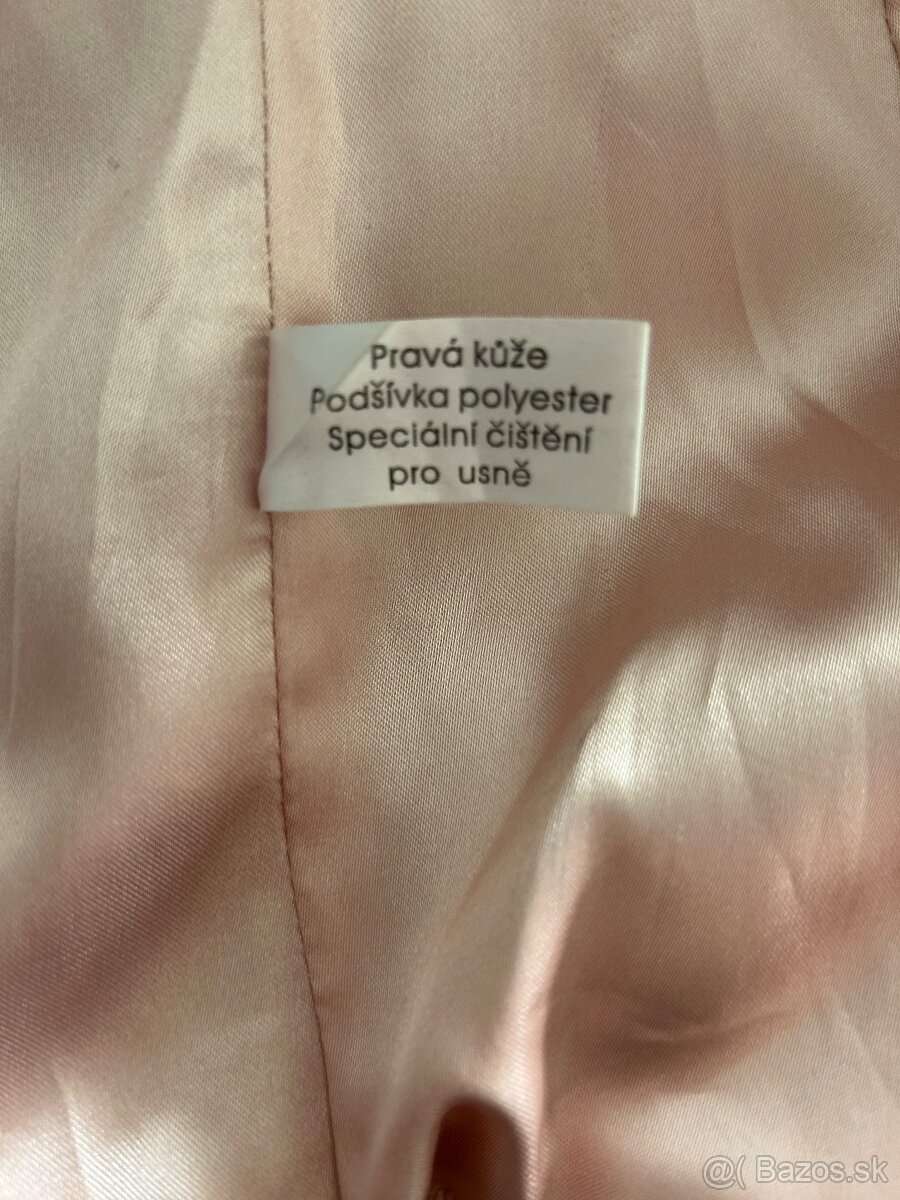 Pravá kůže
Podšívka polyester
Speciální čištění
pro usně
@( Bazos.sk